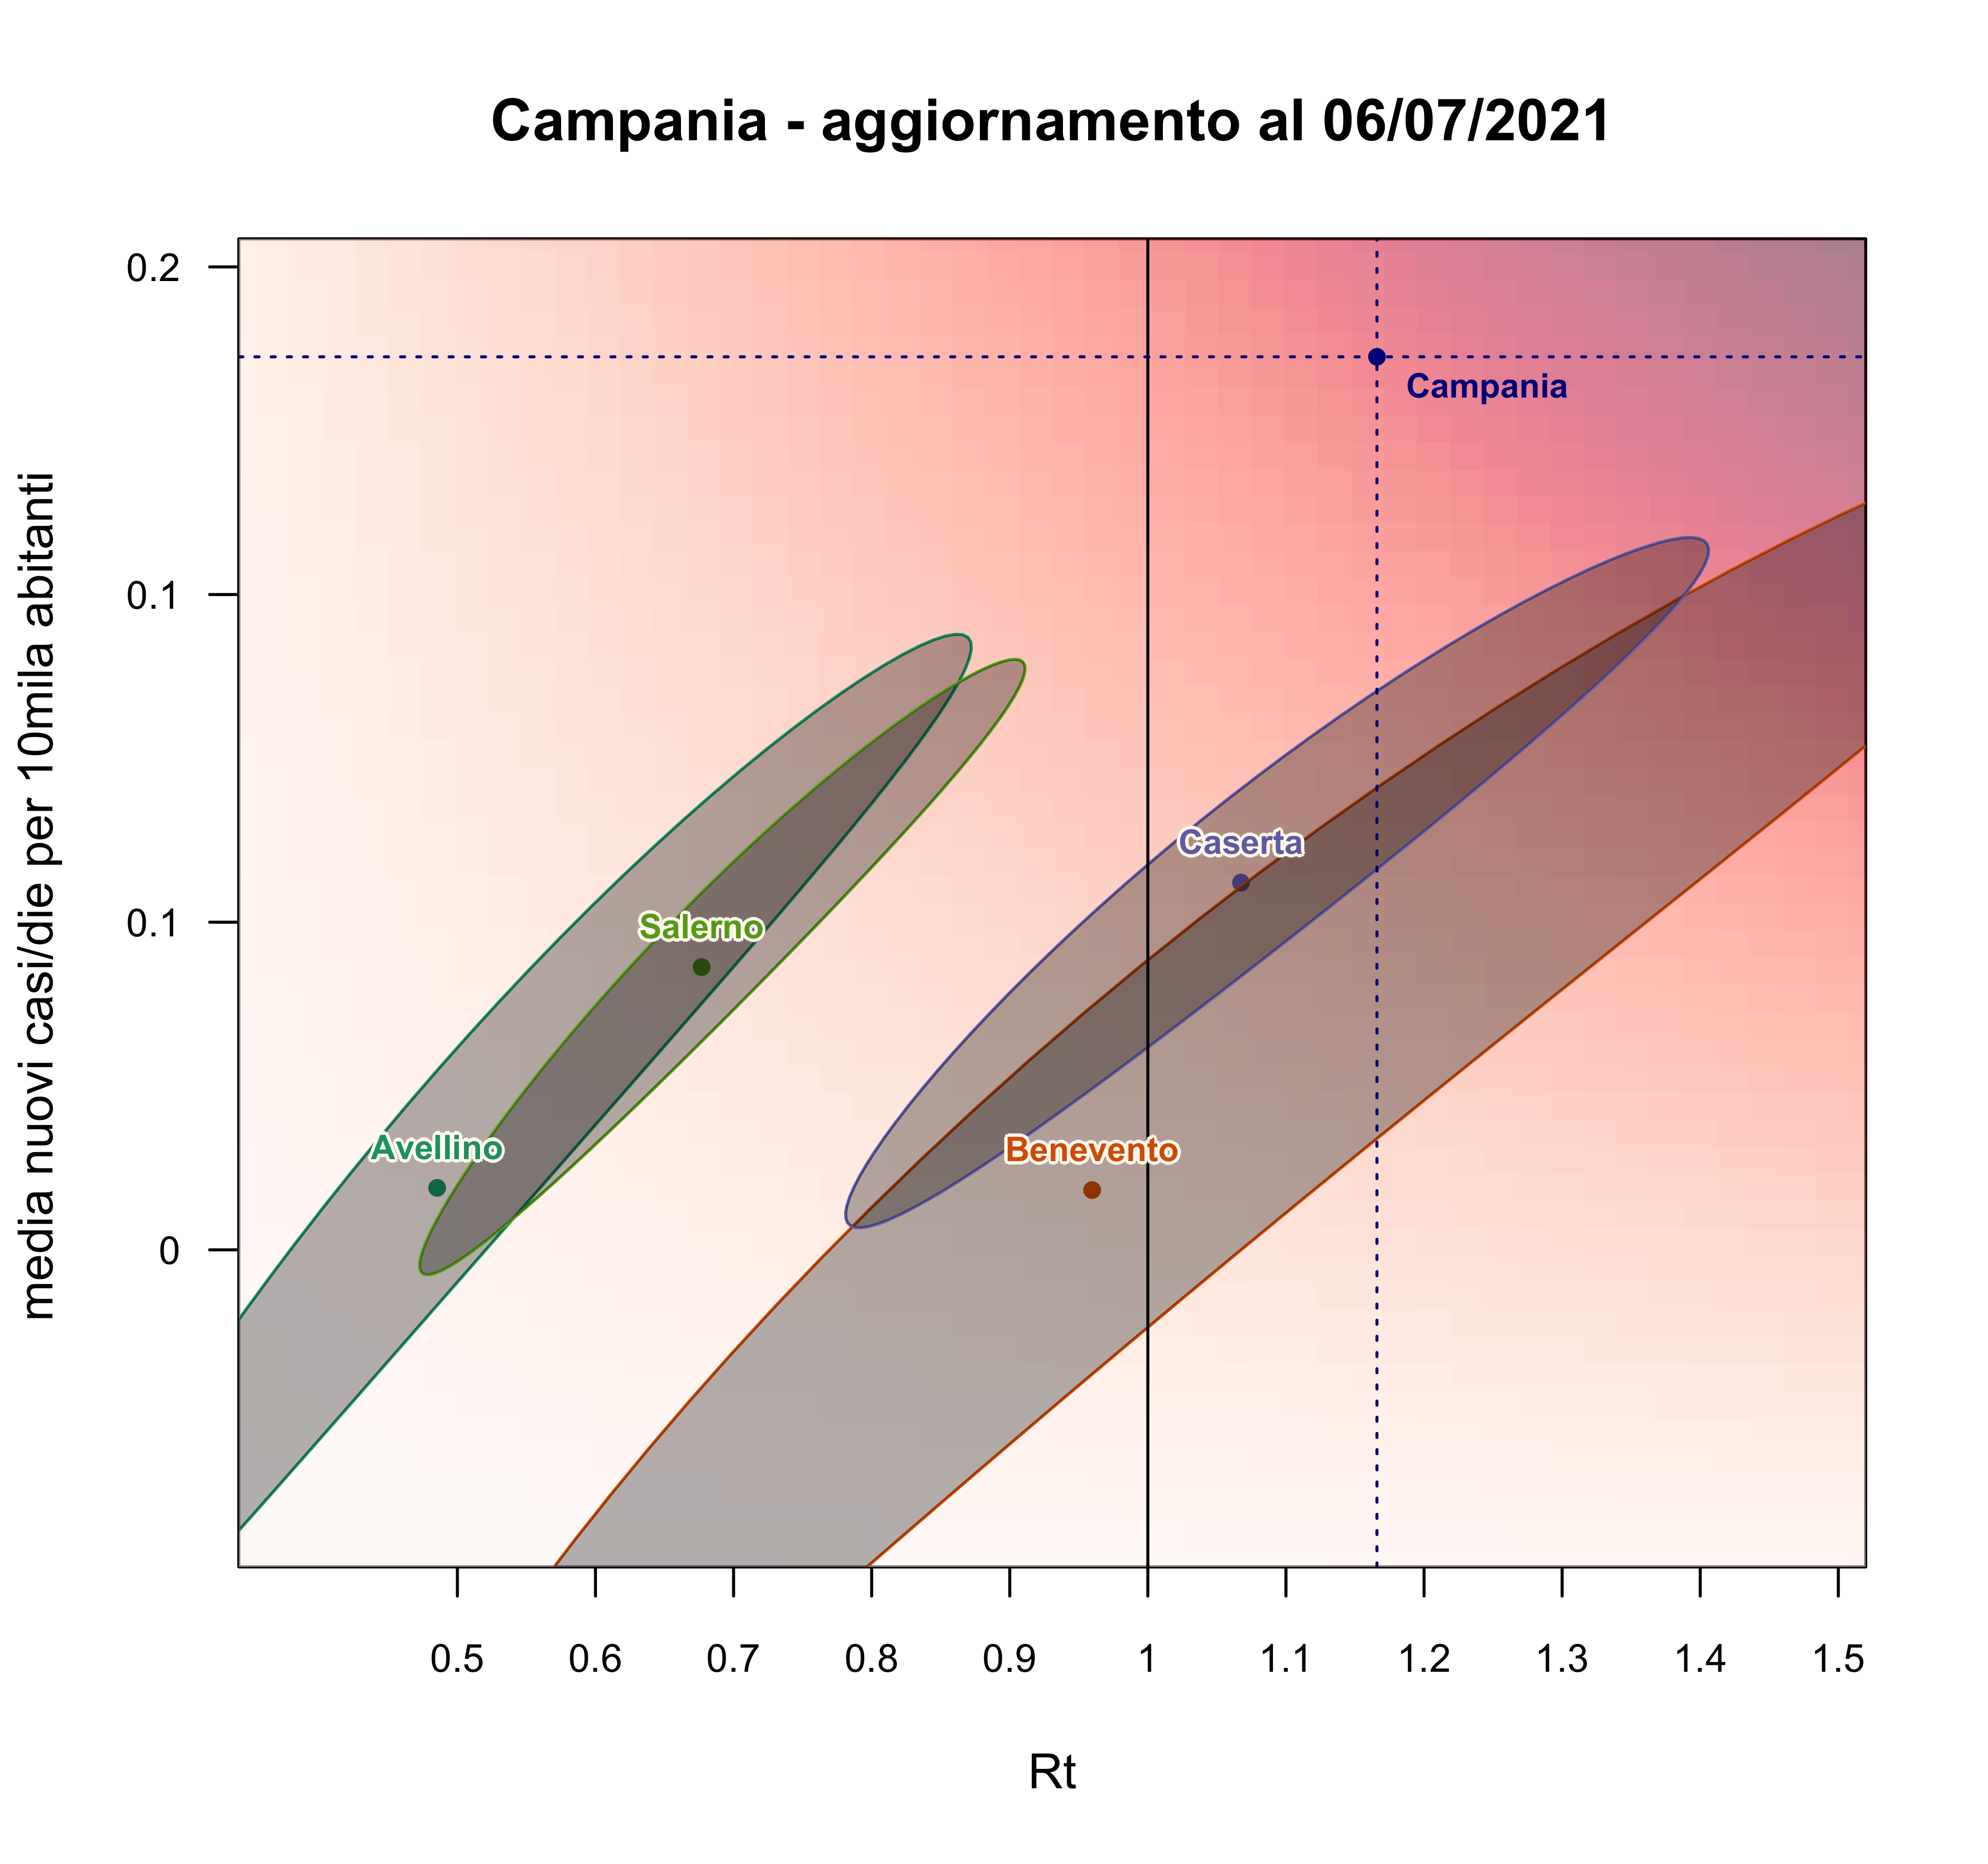 Campania - aggiornamento al 06/07/2021
media nuovi casi/die per 10mila abitanti
0.2
0.1
0.1
0
Campania
Caserta
Salerno
Avellino
Benevento
0.5 0.6 0.7 0.8 0.9 1 1.1 1.2 1.3 1.4 1.5
Rt